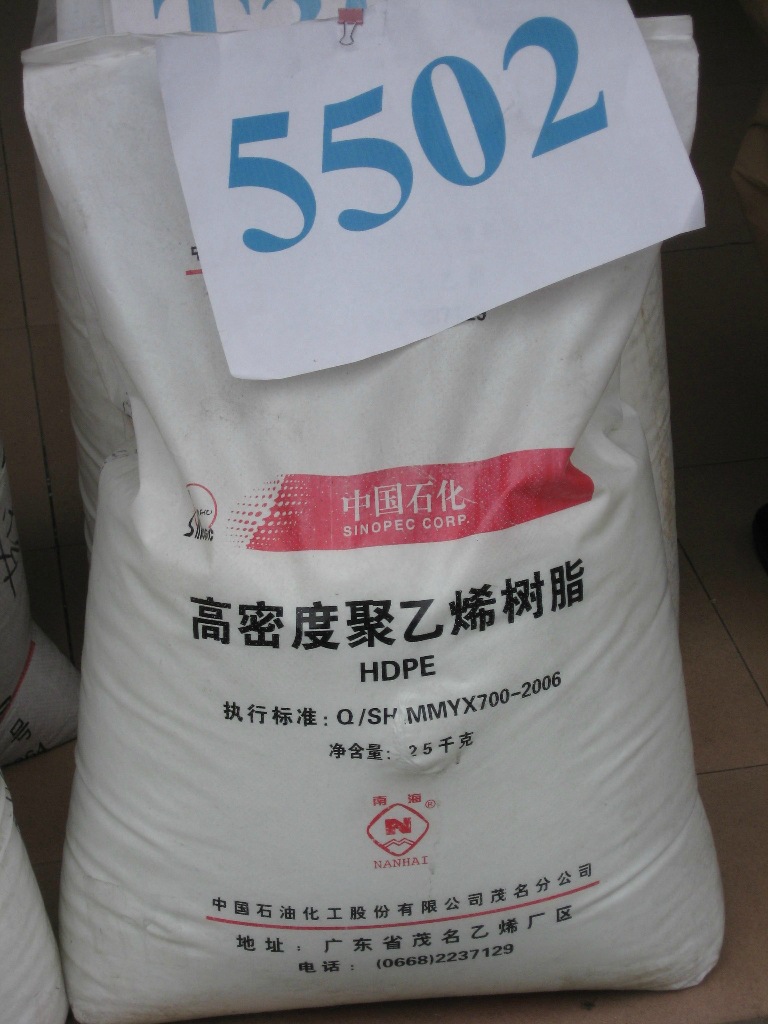 5502
中国石化
SINOPEC CORP.
高密度聚乙烯树脂
HDPE
执行标准：Q/SH MMYX700-2006
净含量：25千克
南海®
NANHAI
中国石油化工股份有限公司茂名分公司
地址：广东省茂名乙烯厂区
电话：(0668)2237129